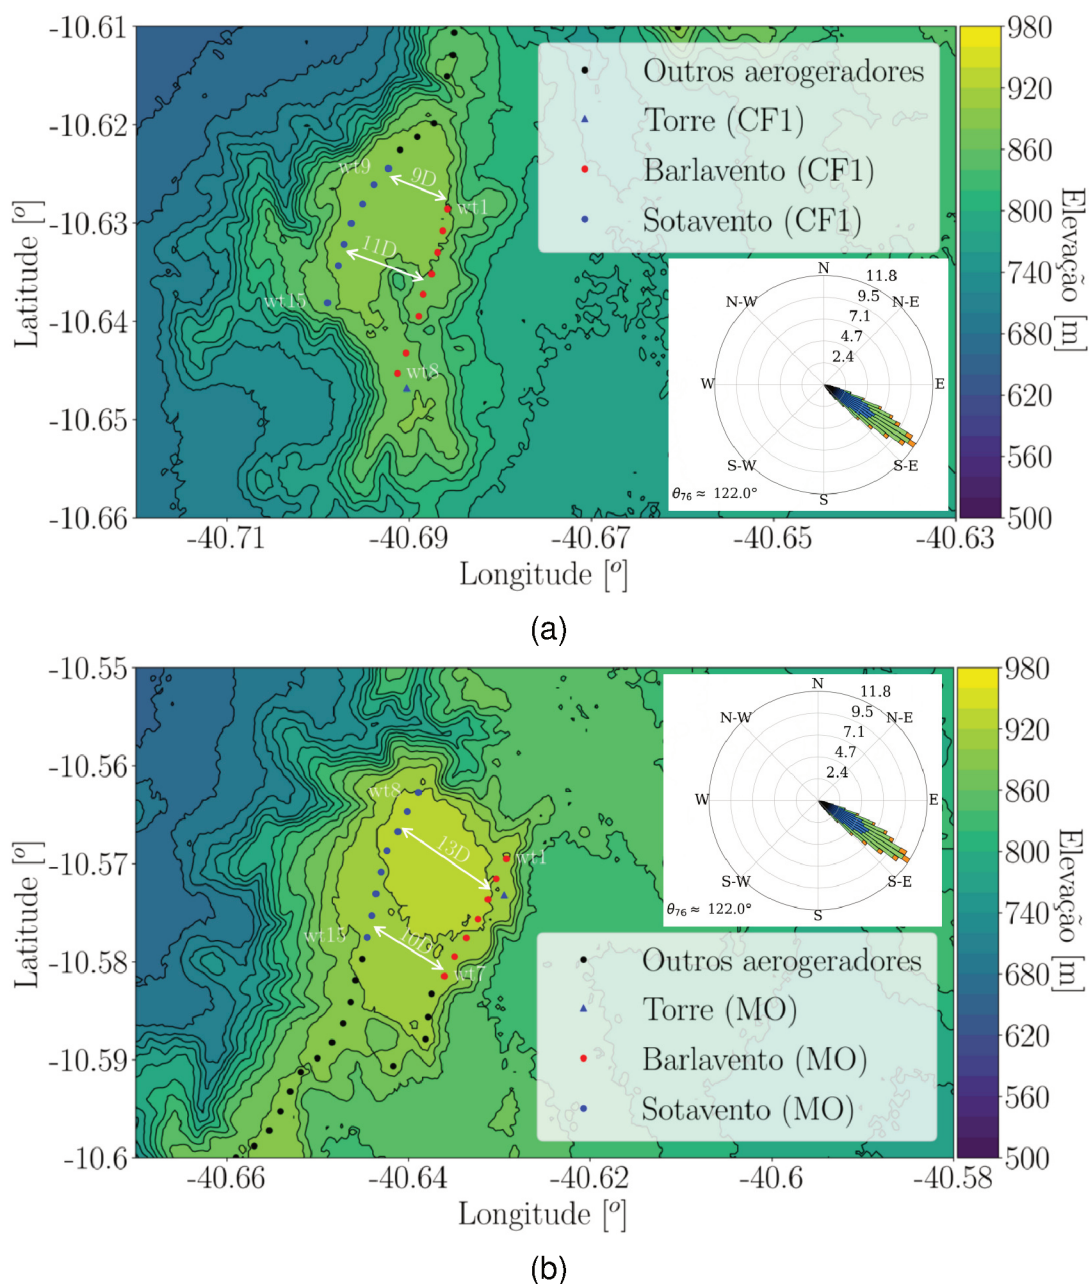 -10.61
-10.62
-10.63
-10.64
-10.65
-10.66
Latitude [o]
-40.71
-40.69
-40.67
-40.65
-40.63
Longitude [o]
wt9
9D
wt1
11D
wt15
wt8
Outros aerogeradores
Torre (CF1)
Barlavento (CF1)
Sotavento (CF1)
N
11.8
N-W
9.5
N-E
7.1
4.7
2.4
W
E
S-W
S-E
S
θ76 ≈ 122.0°
980
920
860
800
740
680
620
560
500
Elevação [m]
(a)
-10.55
-10.56
-10.57
-10.58
-10.59
-10.6
Latitude [o]
-40.66
-40.64
-40.62
-40.6
-40.58
Longitude [o]
wt8
13D
wt1
wt15
wt7
N
11.8
N-W
9.5
N-E
7.1
4.7
2.4
W
E
S-W
S-E
S
θ76 ≈ 122.0°
Outros aerogeradores
Torre (MO)
Barlavento (MO)
Sotavento (MO)
980
920
860
800
740
680
620
560
500
Elevação [m]
(b)